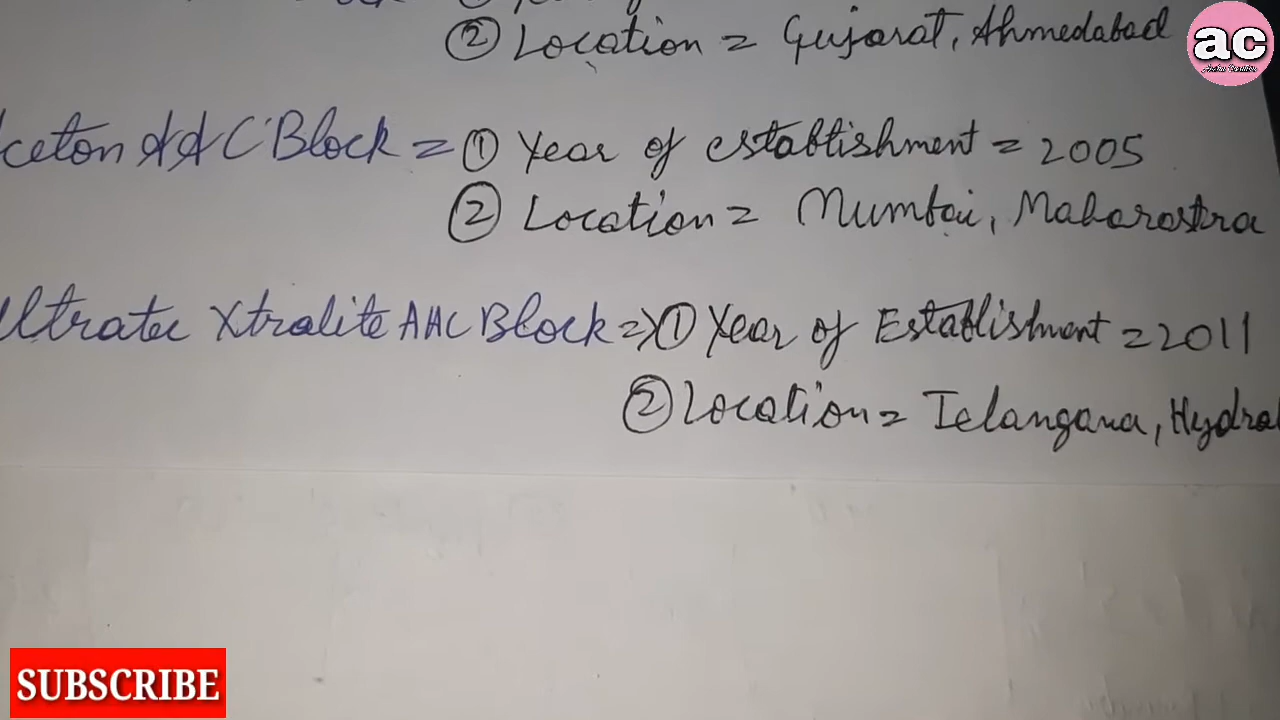 ② Location = Gujarat, Ahmedabad
ac
ceton AAC Block = ① Year of establishment = 2005
② Location = Mumbai, Maharastra
ltratec Xtralite AAC Block => ① Year of Establishment = 2011
② Location = Telangana, Hydra
SUBSCRIBE